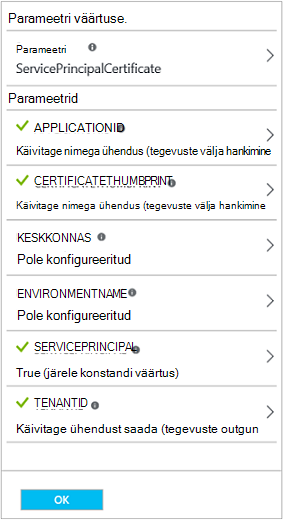 Parameetri väärtuse.
Parameetri
ServicePrincipalCertificate
Parameetrid
APPLICATIONID
Käivitage nimega ühendus (tegevuste välja hankimine
CERTIFICATETHUMBPRINT
Käivitage nimega ühendus (tegevuste välja hankimine
KESKKONNAS
Pole konfigureeritud
ENVIRONMENTNAME
Pole konfigureeritud
SERVICEPRINCIPAL
True (järele konstandi väärtus)
TENANTID
Käivitage ühendust saada (tegevuste outgun
OK